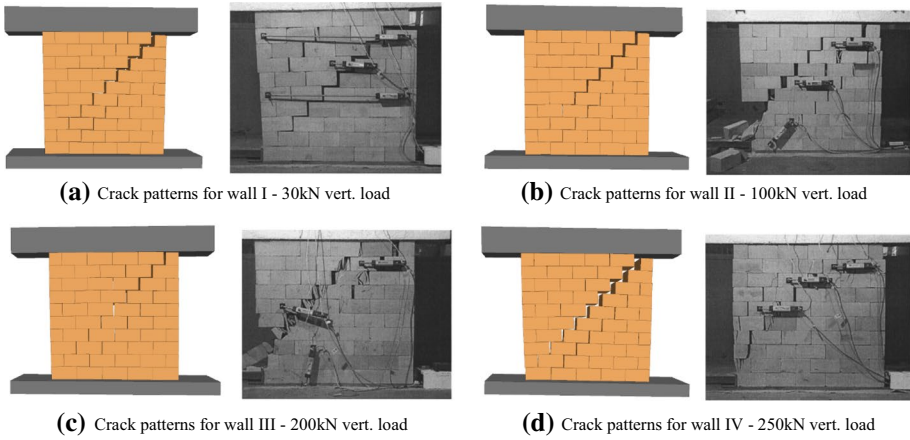 (a) Crack patterns for wall I - 30kN vert. load
(b) Crack patterns for wall II - 100kN vert. load
(c) Crack patterns for wall III - 200kN vert. load
(d) Crack patterns for wall IV - 250kN vert. load